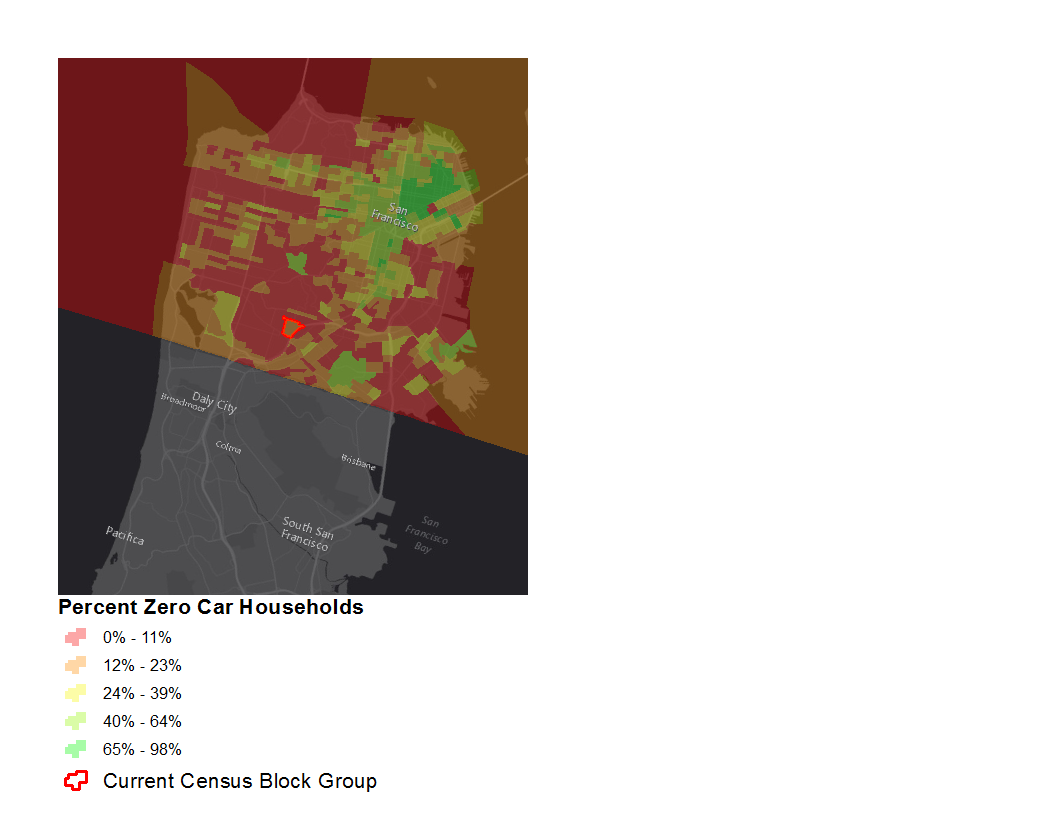 San
Francisco
Daly City
Broadmoor
Colma
Brisbane
South San
Francisco
San
Francisco
Bay
Pacifica
Percent Zero Car Households
0% - 11%
12% - 23%
24% - 39%
40% - 64%
65% - 98%
Current Census Block Group